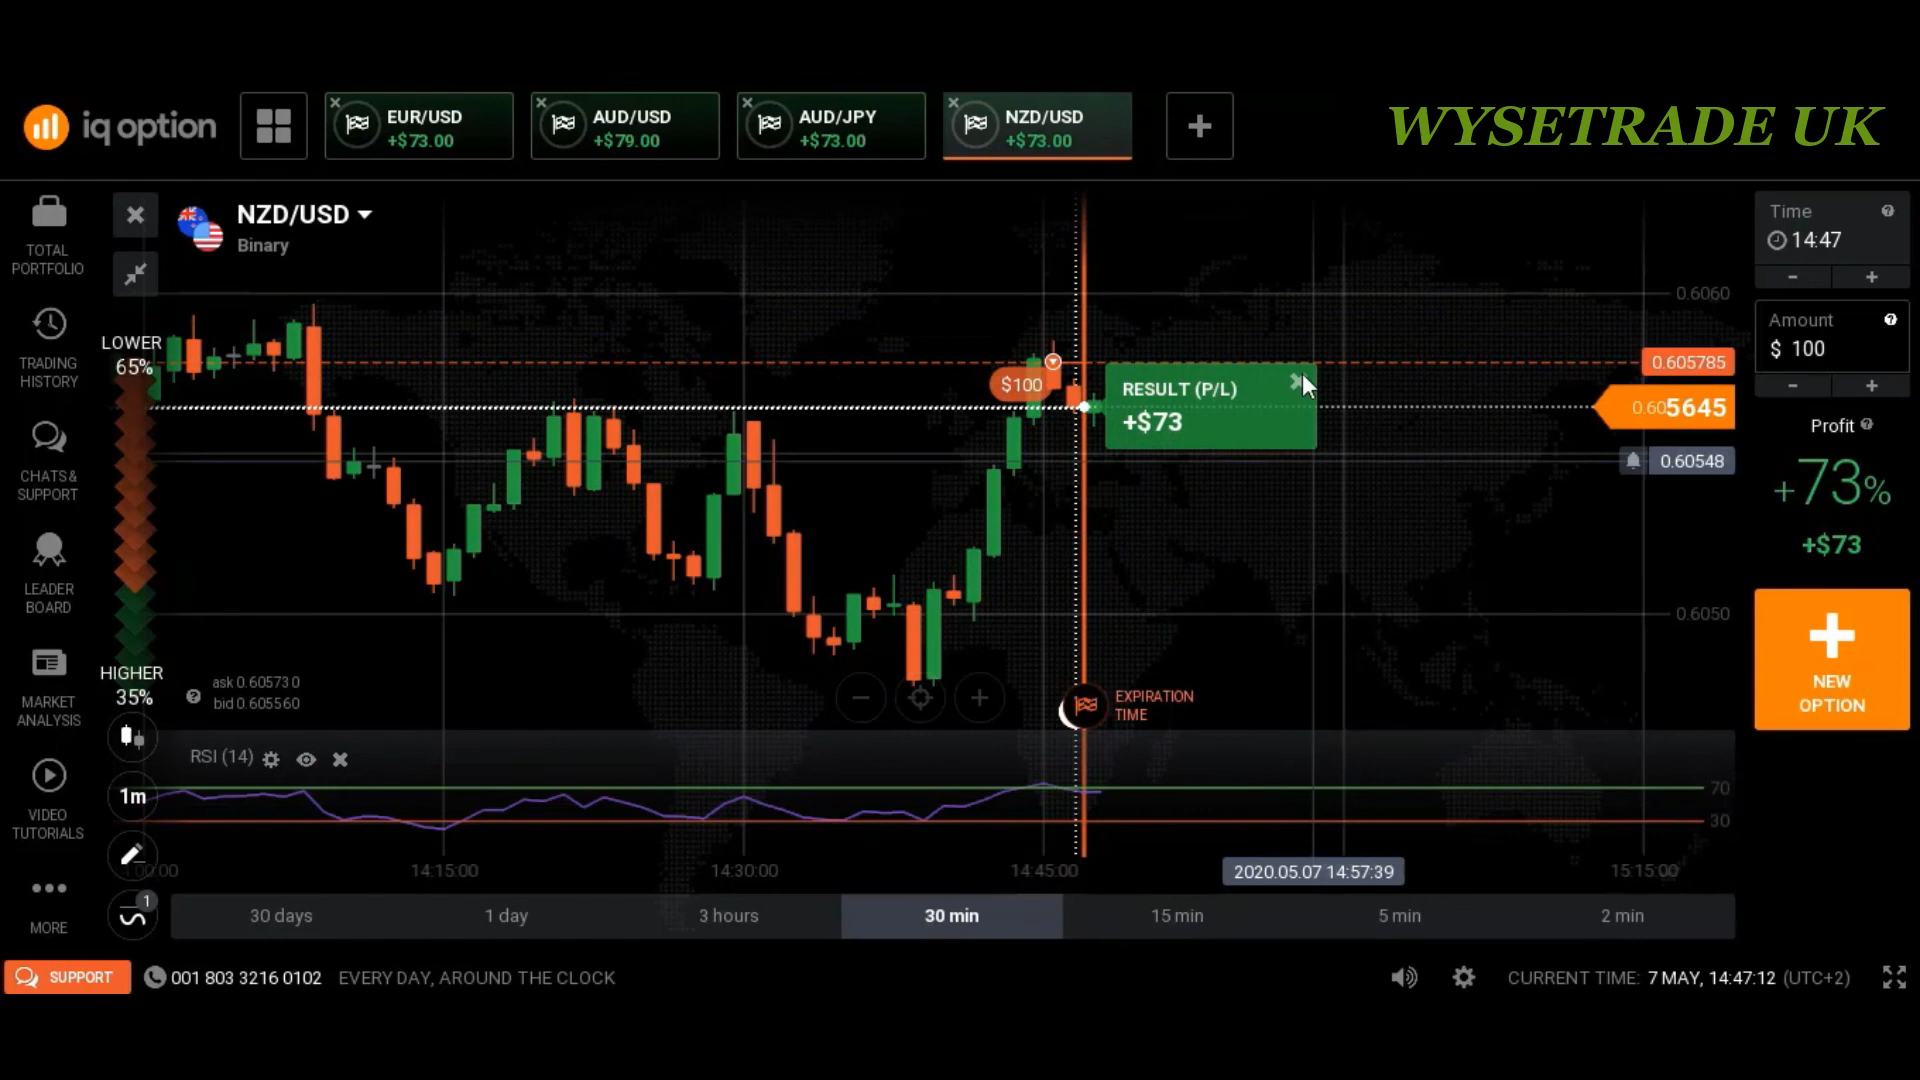 iq option
EUR/USD
+$73.00
AUD/USD
+$79.00
AUD/JPY
+$73.00
NZD/USD
+$73.00
WYSETRADE UK
TOTAL
PORTFOLIO
TRADING
HISTORY
CHATS &
SUPPORT
LEADER
BOARD
MARKET
ANALYSIS
VIDEO
TUTORIALS
MORE
NZD/USD
Binary
LOWER
65%
HIGHER
35%
ask 0.605730
bid 0.605560
$100
RESULT (P/L)
+$73
EXPIRATION
TIME
0.6060
0.605785
0.605645
0.60548
0.6050
RSI (14)
70
30
1m
1
14:15:00
14:30:00
14:45:00
2020.05.07 14:57:39
15:15:00
30 days
1 day
3 hours
30 min
15 min
5 min
2 min
Time
14:47
Amount
$ 100
Profit
+73%
+$73
NEW
OPTION
SUPPORT
001 803 3216 0102
EVERY DAY, AROUND THE CLOCK
CURRENT TIME: 7 MAY, 14:47:12 (UTC+2)